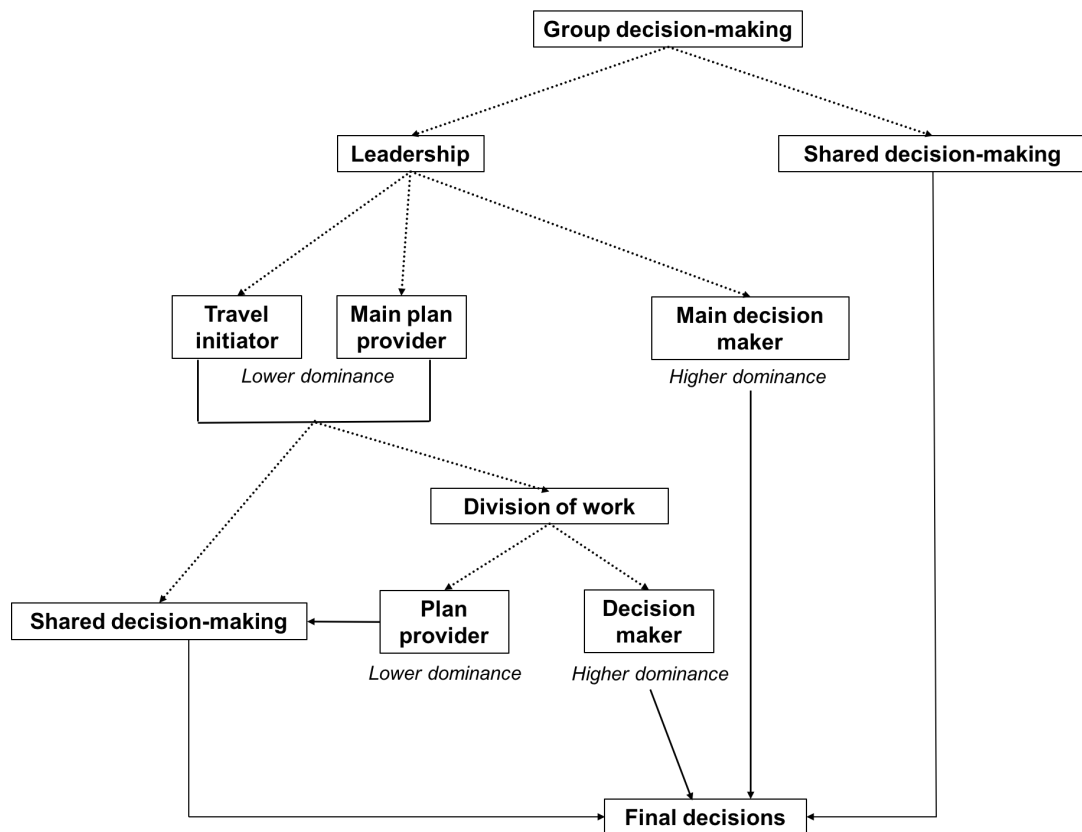 Group decision-making
Leadership
Shared decision-making
Travel
initiator
Main plan
provider
Main decision
maker
Lower dominance
Higher dominance
Division of work
Shared decision-making
Plan
provider
Decision
maker
Lower dominance
Higher dominance
Final decisions